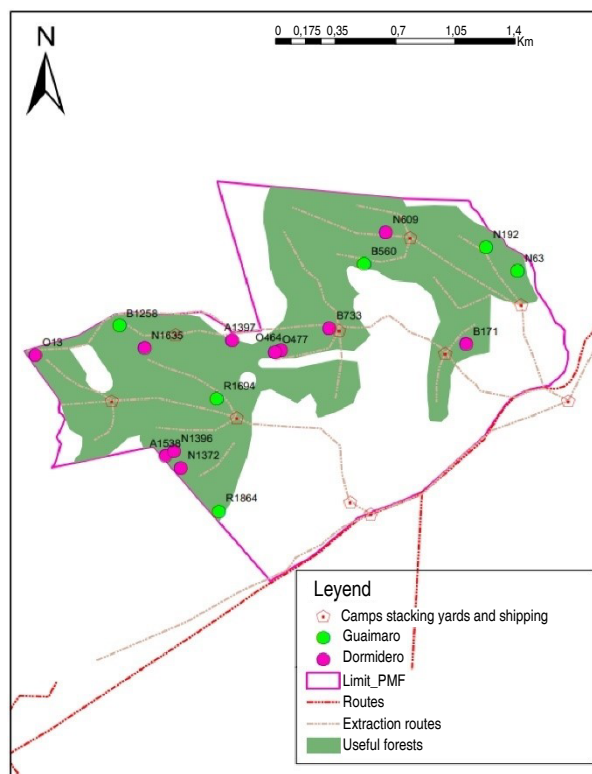 N
0 0,175 0,35 0,7 1,05 1,4
Km
N609
N192
B560
N63
B1258
A1397
B733
O13
N1635
O464
O477
B171
R1694
A1538
N1396
N1372
R1864
Leyend
Camps stacking yards and shipping
Guaimaro
Dormidero
Limit_PMF
Routes
Extraction routes
Useful forests